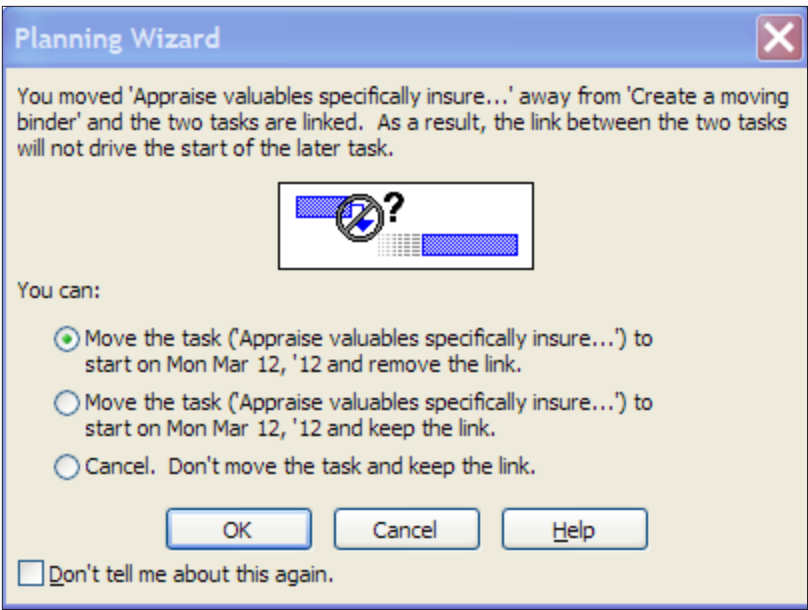 Planning Wizard
You moved 'Appraise valuables specifically insure...' away from 'Create a moving
binder' and the two tasks are linked. As a result, the link between the two tasks
will not drive the start of the later task.
?
You can:
Move the task ('Appraise valuables specifically insure...') to
start on Mon Mar 12, '12 and remove the link.
Move the task ('Appraise valuables specifically insure...') to
start on Mon Mar 12, '12 and keep the link.
Cancel. Don't move the task and keep the link.
OK Cancel Help
Don't tell me about this again.